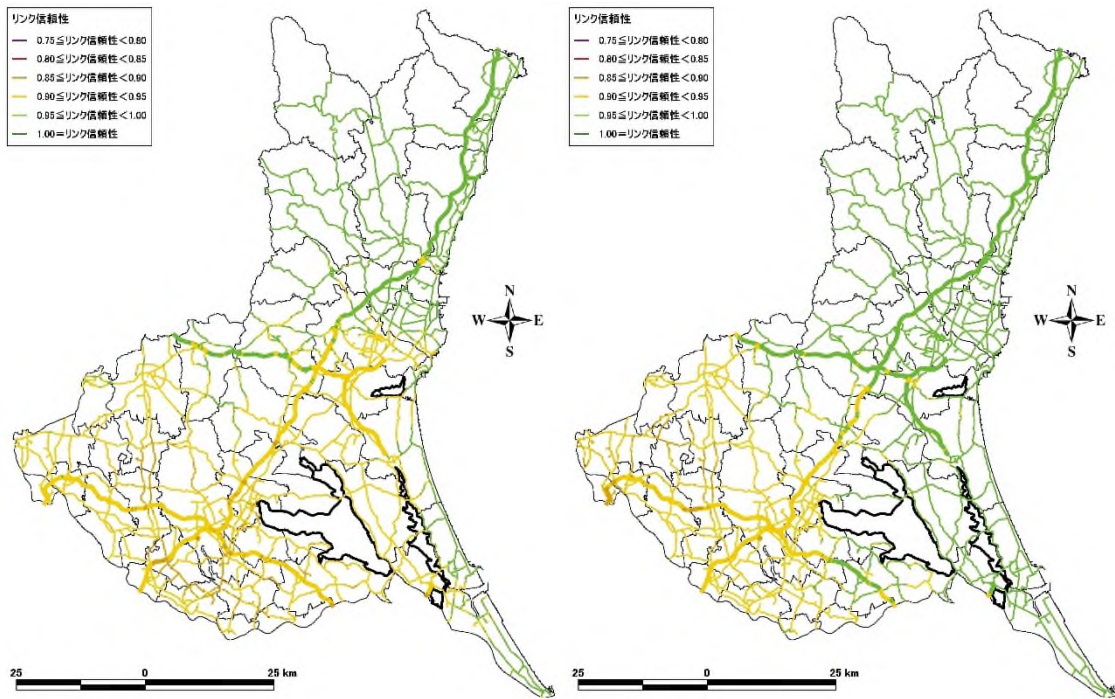 リンク信頼性
0.75≦リンク信頼性<0.80
0.80≦リンク信頼性<0.85
0.85≦リンク信頼性<0.90
0.90≦リンク信頼性<0.95
0.95≦リンク信頼性<1.00
1.00=リンク信頼性
N
W E
S
25 0 25 km
リンク信頼性
0.75≦リンク信頼性<0.80
0.80≦リンク信頼性<0.85
0.85≦リンク信頼性<0.90
0.90≦リンク信頼性<0.95
0.95≦リンク信頼性<1.00
1.00=リンク信頼性
N
W E
S
25 0 25 km